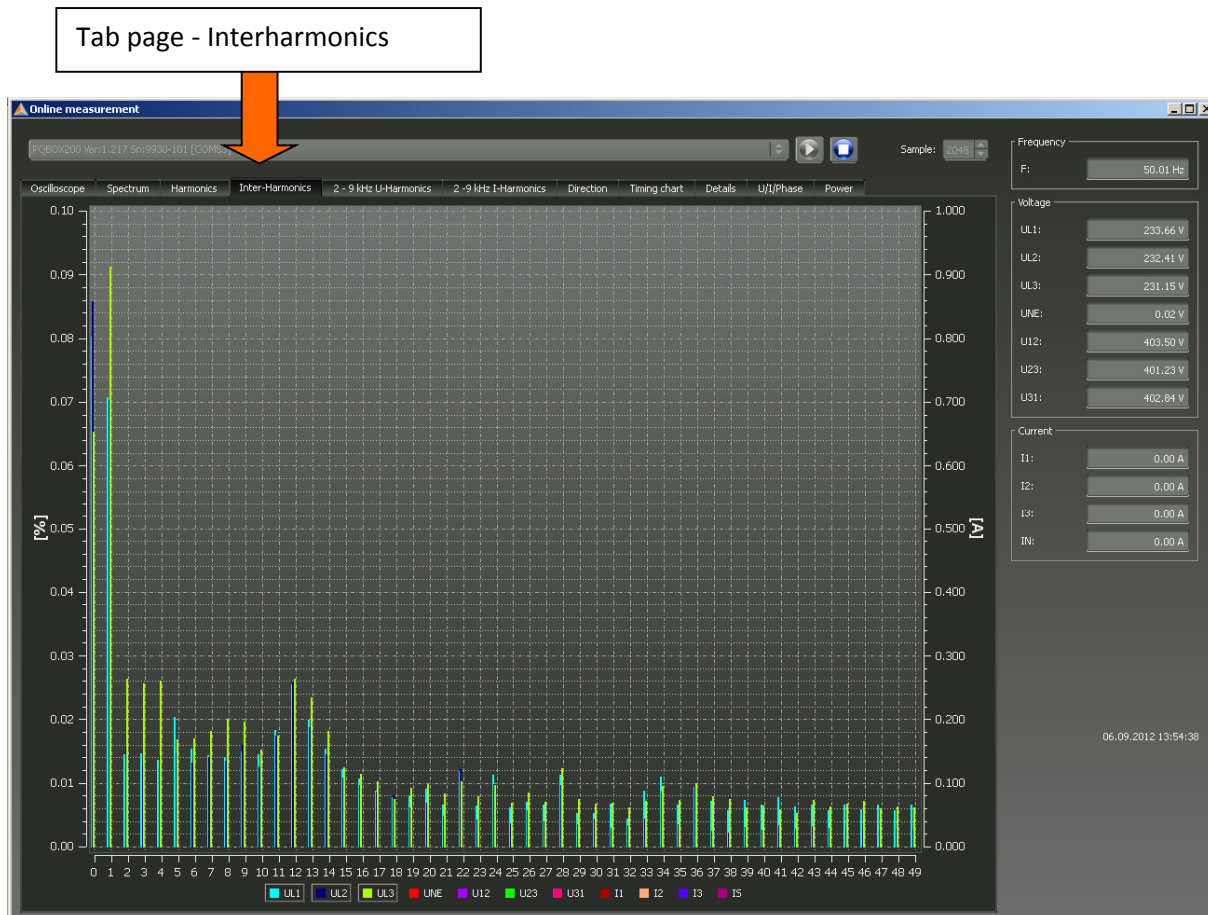 Tab page - Interharmonics
Online measurement
PQBOX200 Ver:1.217 Sn:9930-101 [COM53]
Sample: 2048
Oscilloscope Spectrum Harmonics Inter-Harmonics 2 - 9 kHz U-Harmonics 2 -9 kHz I-Harmonics Direction Timing chart Details U/I/Phase Power
0.10
0.09
0.08
0.07
0.06
0.05
0.04
0.03
0.02
0.01
0.00
[%]
1.000
0.900
0.800
0.700
0.600
0.500
0.400
0.300
0.200
0.100
0.000
[A]
0 1 2 3 4 5 6 7 8 9 10 11 12 13 14 15 16 17 18 19 20 21 22 23 24 25 26 27 28 29 30 31 32 33 34 35 36 37 38 39 40 41 42 43 44 45 46 47 48 49
UL1 UL2 UL3 UNE U12 U23 U31 I1 I2 I3 I5
Frequency
F: 50.01 Hz
Voltage
UL1: 233.66 V
UL2: 232.41 V
UL3: 231.15 V
UNE: 0.02 V
U12: 403.50 V
U23: 401.23 V
U31: 402.84 V
Current
I1: 0.00 A
I2: 0.00 A
I3: 0.00 A
IN: 0.00 A
06.09.2012 13:54:38